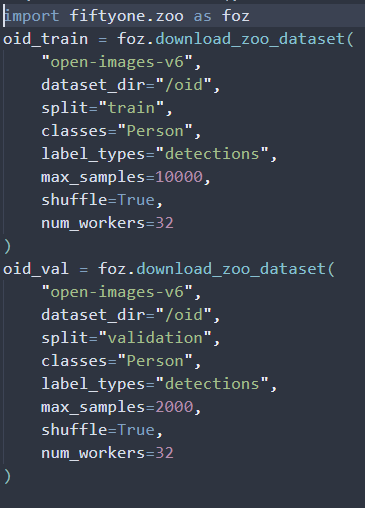 import fiftyone.zoo as foz
oid_train = foz.download_zoo_dataset(
    "open-images-v6",
    dataset_dir="/oid",
    split="train",
    classes="Person",
    label_types="detections",
    max_samples=10000,
    shuffle=True,
    num_workers=32
)
oid_val = foz.download_zoo_dataset(
    "open-images-v6",
    dataset_dir="/oid",
    split="validation",
    classes="Person",
    label_types="detections",
    max_samples=2000,
    shuffle=True,
    num_workers=32
)